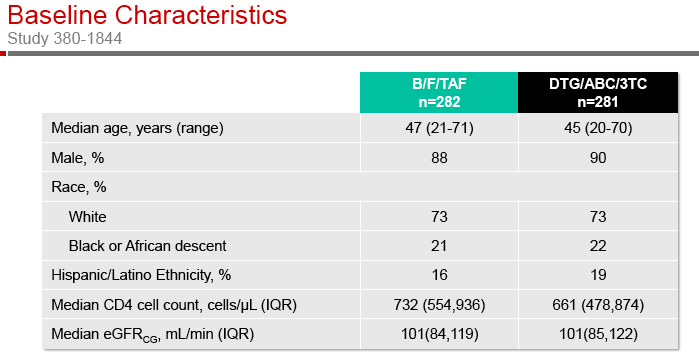 Baseline Characteristics
Study 380-1844
B/F/TAF
n=282
DTG/ABC/3TC
n=281
Median age, years (range) 47 (21-71) 45 (20-70)
Male, % 88 90
Race, %
White 73 73
Black or African descent 21 22
Hispanic/Latino Ethnicity, % 16 19
Median CD4 cell count, cells/μL (IQR) 732 (554,936) 661 (478,874)
Median eGFRCG, mL/min (IQR) 101(84,119) 101(85,122)